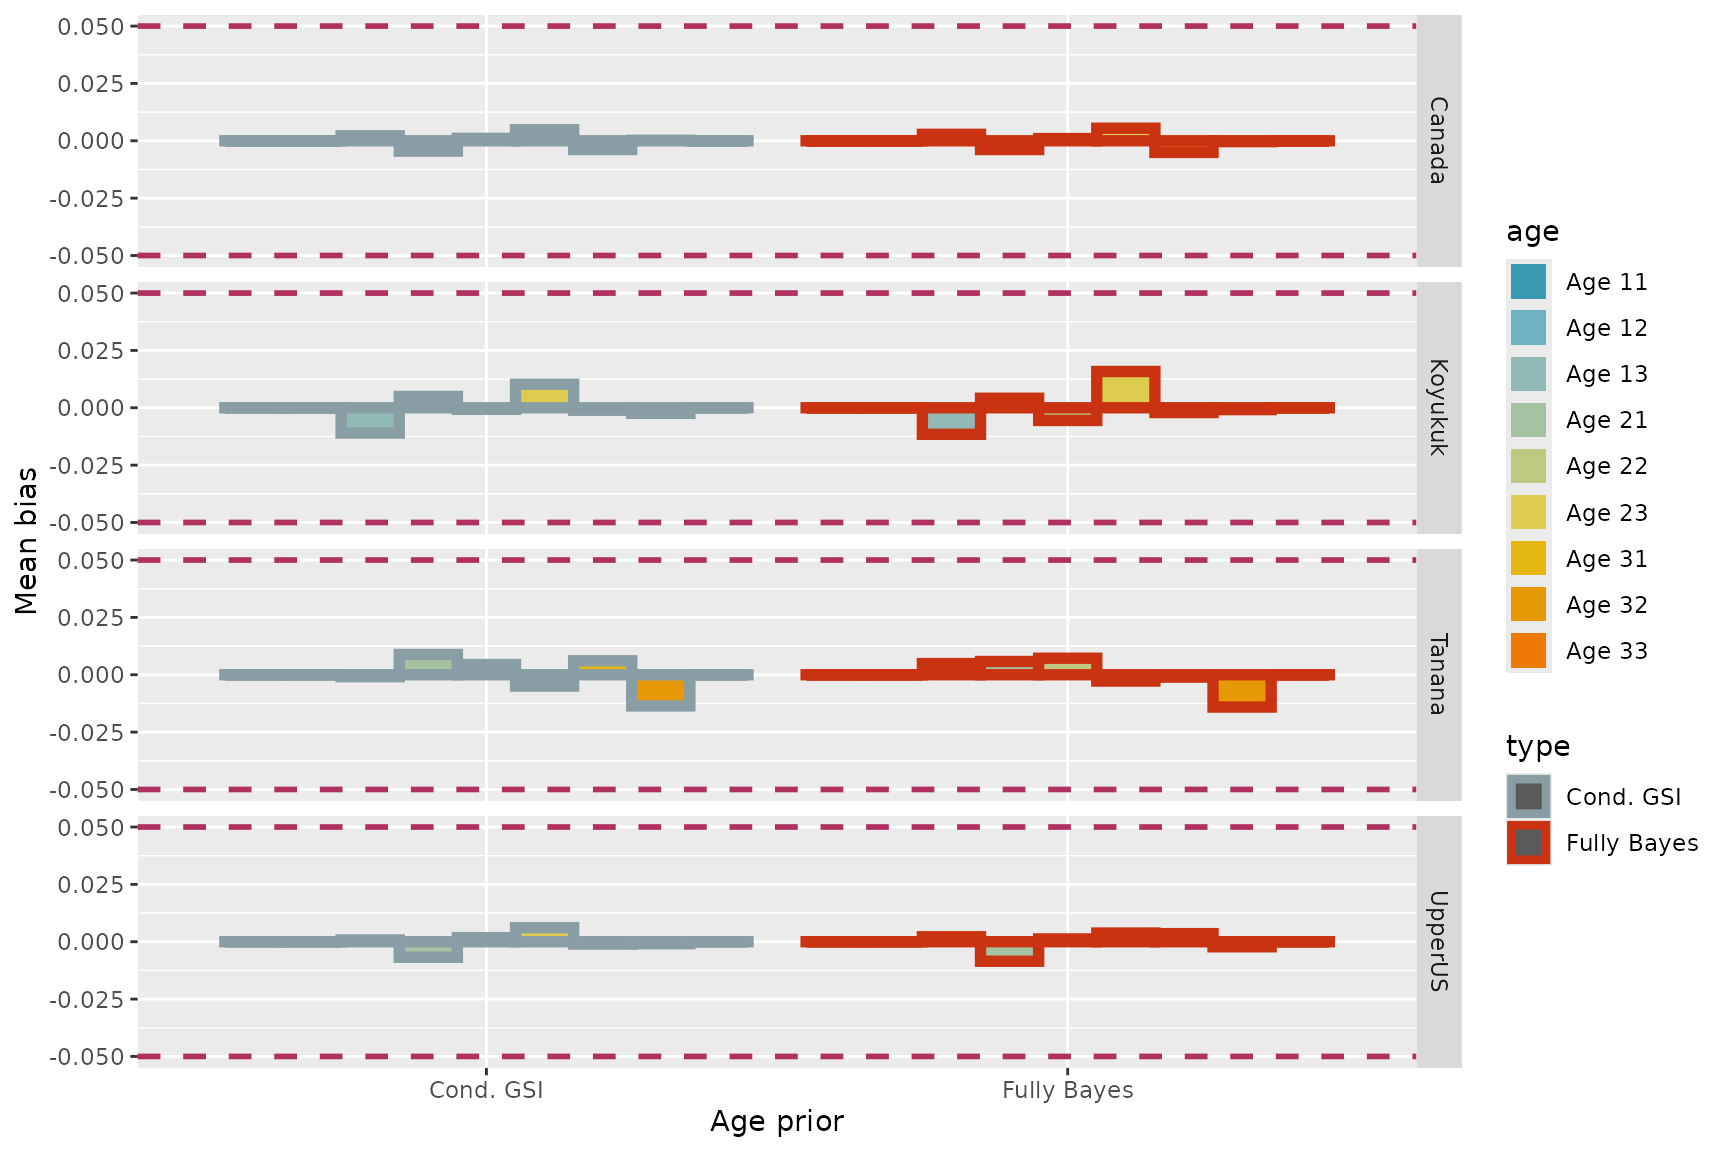 0.050
0.025
0.000
-0.025
-0.050
Canada
0.050
0.025
0.000
-0.025
-0.050
Koyukuk
0.050
0.025
0.000
-0.025
-0.050
Tanana
0.050
0.025
0.000
-0.025
-0.050
UpperUS
Mean bias
Cond. GSI
Fully Bayes
Age prior
age
Age 11
Age 12
Age 13
Age 21
Age 22
Age 23
Age 31
Age 32
Age 33
type
Cond. GSI
Fully Bayes